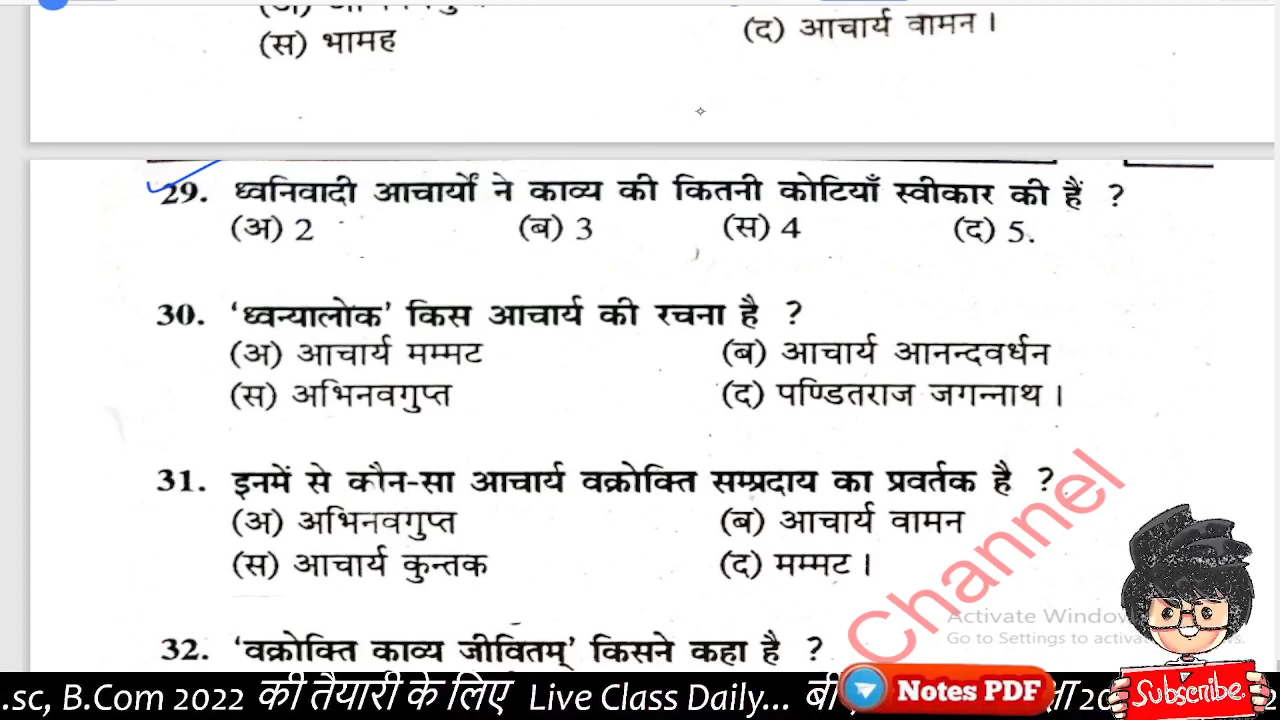 (स) भामह
(द) आचार्य वामन ।
29. ध्वनिवादी आचार्यों ने काव्य की कितनी कोटियाँ स्वीकार की हैं ?
(अ) 2 (ब) 3 (स) 4 (द) 5.
30. 'ध्वन्यालोक' किस आचार्य की रचना है ?
(अ) आचार्य मम्मट (ब) आचार्य आनन्दवर्धन
(स) अभिनवगुप्त (द) पण्डितराज जगन्नाथ ।
31. इनमें से कौन-सा आचार्य वक्रोक्ति सम्प्रदाय का प्रवर्तक है ?
(अ) अभिनवगुप्त (ब) आचार्य वामन
(स) आचार्य कुन्तक (द) मम्मट ।
Channel
Activate Window
Go to Settings to activat
32. 'वक्रोक्ति काव्य जीवितम्' किसने कहा है ?
.sc, B.Com 2022 की तैयारी के लिए Live Class Daily...
Notes PDF
Subscribe